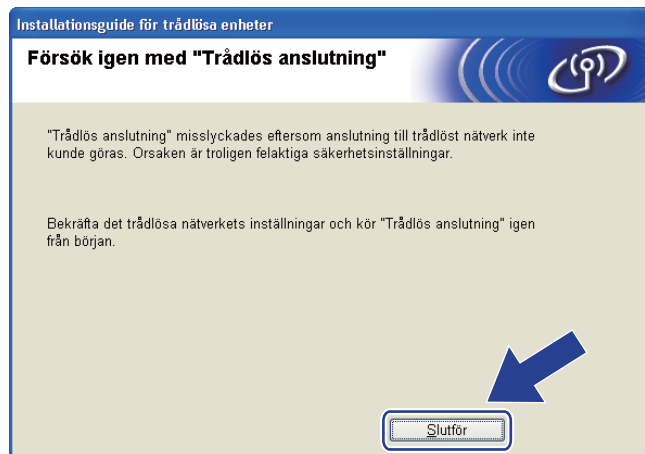 Installationsguide för trådlösa enheter
Försök igen med "Trådlös anslutning"
"Trådlös anslutning" misslyckades eftersom anslutning till trådlöst nätverk inte
kunde göras. Orsaken är troligen felaktiga säkerhetsinställningar.
Bekräfta det trådlösa nätverkets inställningar och kör "Trådlös anslutning" igen
från början.
Slutför